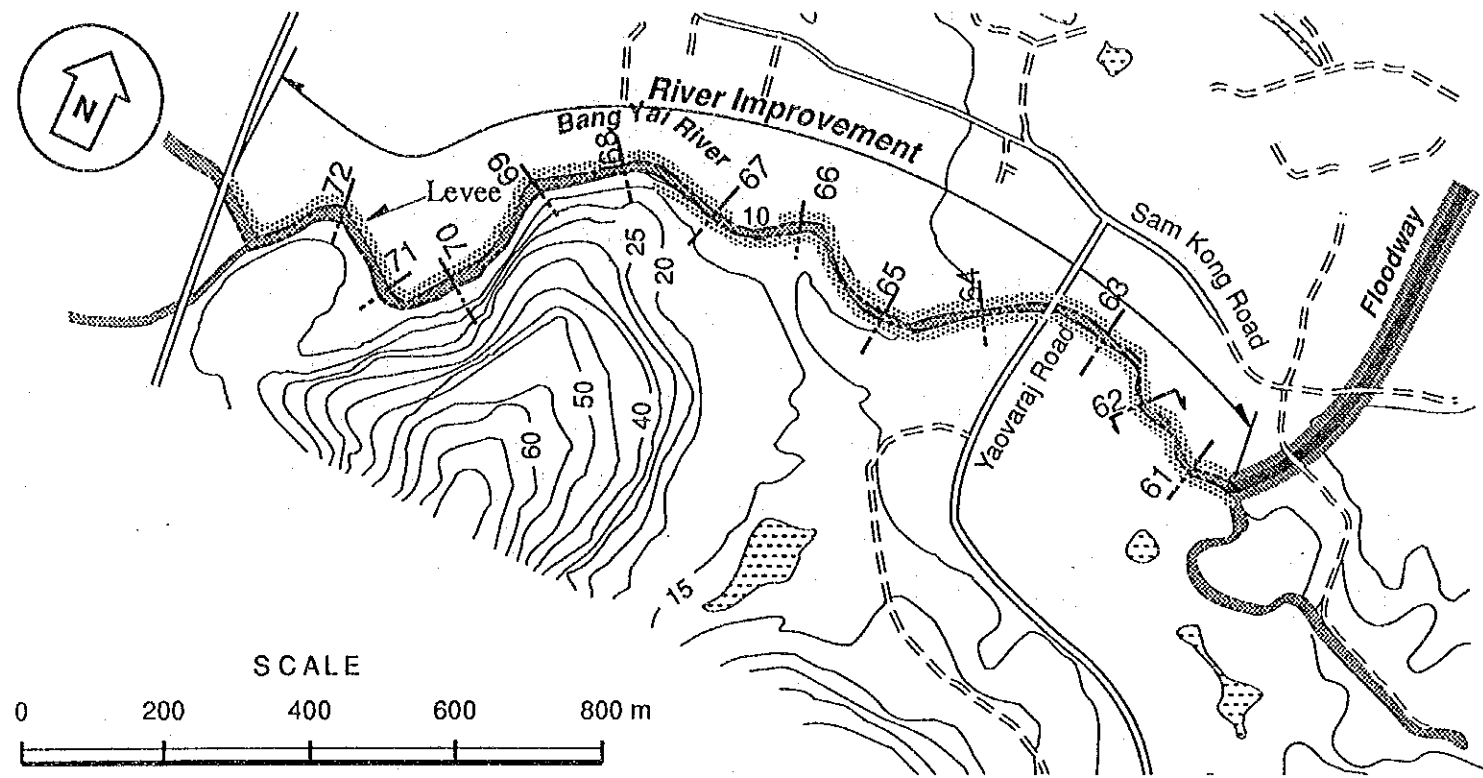 N
River Improvement
Bang Yai River
Levee
72
71
70
69
68
67
10
66
65
64
63
62
61
Sam Kong Road
Yaovaraj Road
Floodway
25
20
50
40
60
15
SCALE
0 200 400 600 800 m